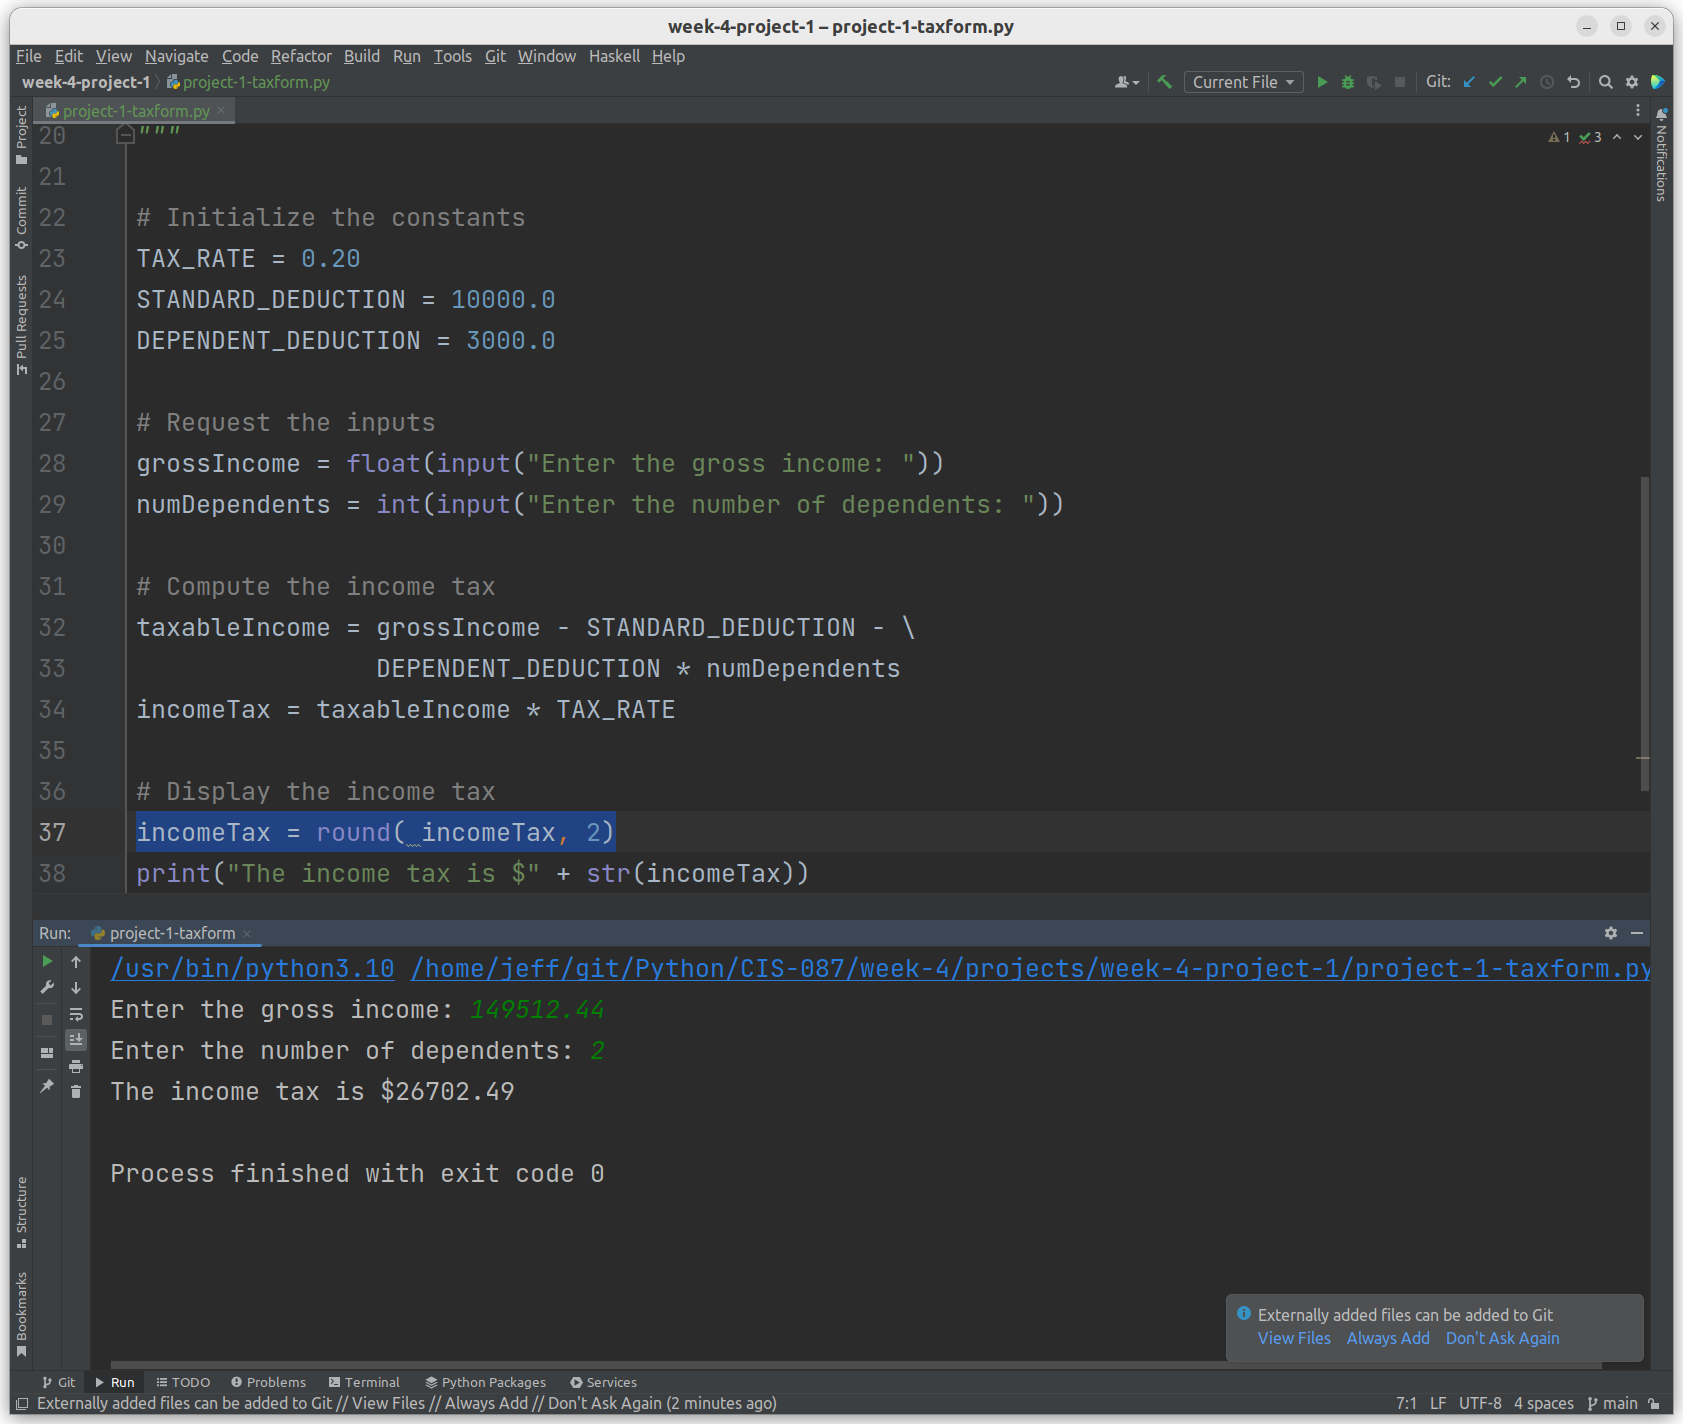 week-4-project-1 – project-1-taxform.py
File Edit View Navigate Code Refactor Build Run Tools Git Window Haskell Help
week-4-project-1 project-1-taxform.py Current File Git:
project-1-taxform.py
1 3
Project
Commit
Pull Requests
Notifications
20 """
21
22 # Initialize the constants
23 TAX_RATE = 0.20
24 STANDARD_DEDUCTION = 10000.0
25 DEPENDENT_DEDUCTION = 3000.0
26
27 # Request the inputs
28 grossIncome = float(input("Enter the gross income: "))
29 numDependents = int(input("Enter the number of dependents: "))
30
31 # Compute the income tax
32 taxableIncome = grossIncome - STANDARD_DEDUCTION - \
33 DEPENDENT_DEDUCTION * numDependents
34 incomeTax = taxableIncome * TAX_RATE
35
36 # Display the income tax
37 incomeTax = round( incomeTax, 2)
38 print("The income tax is $" + str(incomeTax))
Run: project-1-taxform
/usr/bin/python3.10 /home/jeff/git/Python/CIS-087/week-4/projects/week-4-project-1/project-1-taxform.py
Enter the gross income: 149512.44
Enter the number of dependents: 2
The income tax is $26702.49
Process finished with exit code 0
Structure
Bookmarks
Externally added files can be added to Git
View Files Always Add Don't Ask Again
Git Run TODO Problems Terminal Python Packages Services
Externally added files can be added to Git // View Files // Always Add // Don't Ask Again (2 minutes ago) 7:1 LF UTF-8 4 spaces main